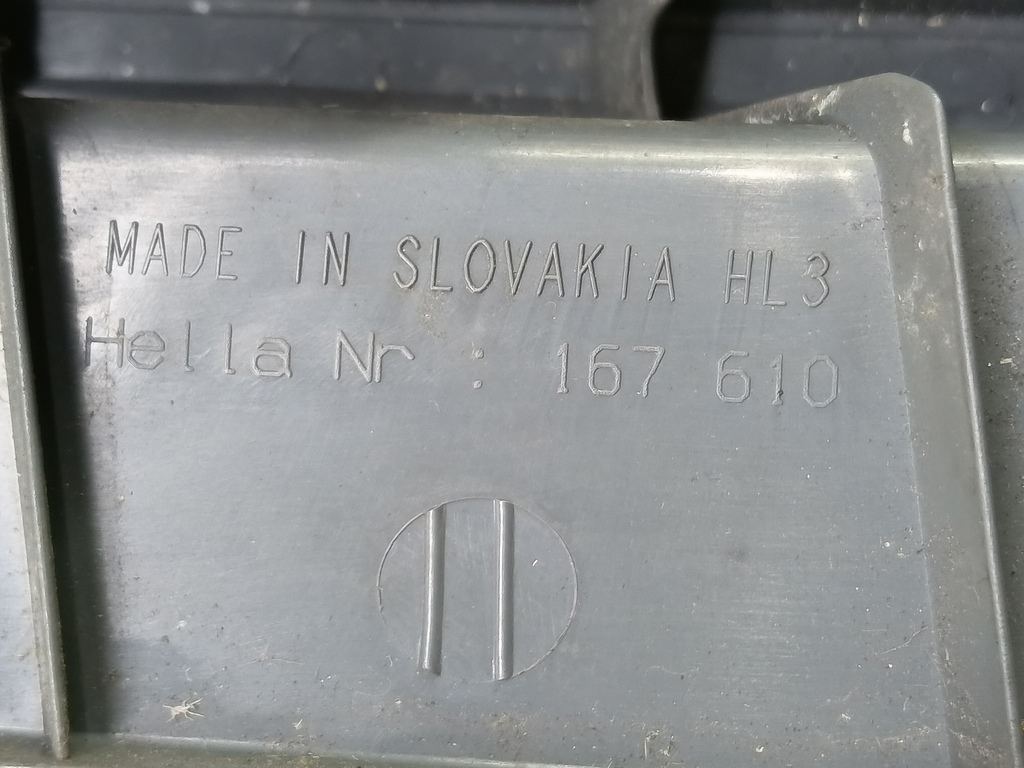 MADE IN SLOVAKIA HL3
Hella Nr : 167 610